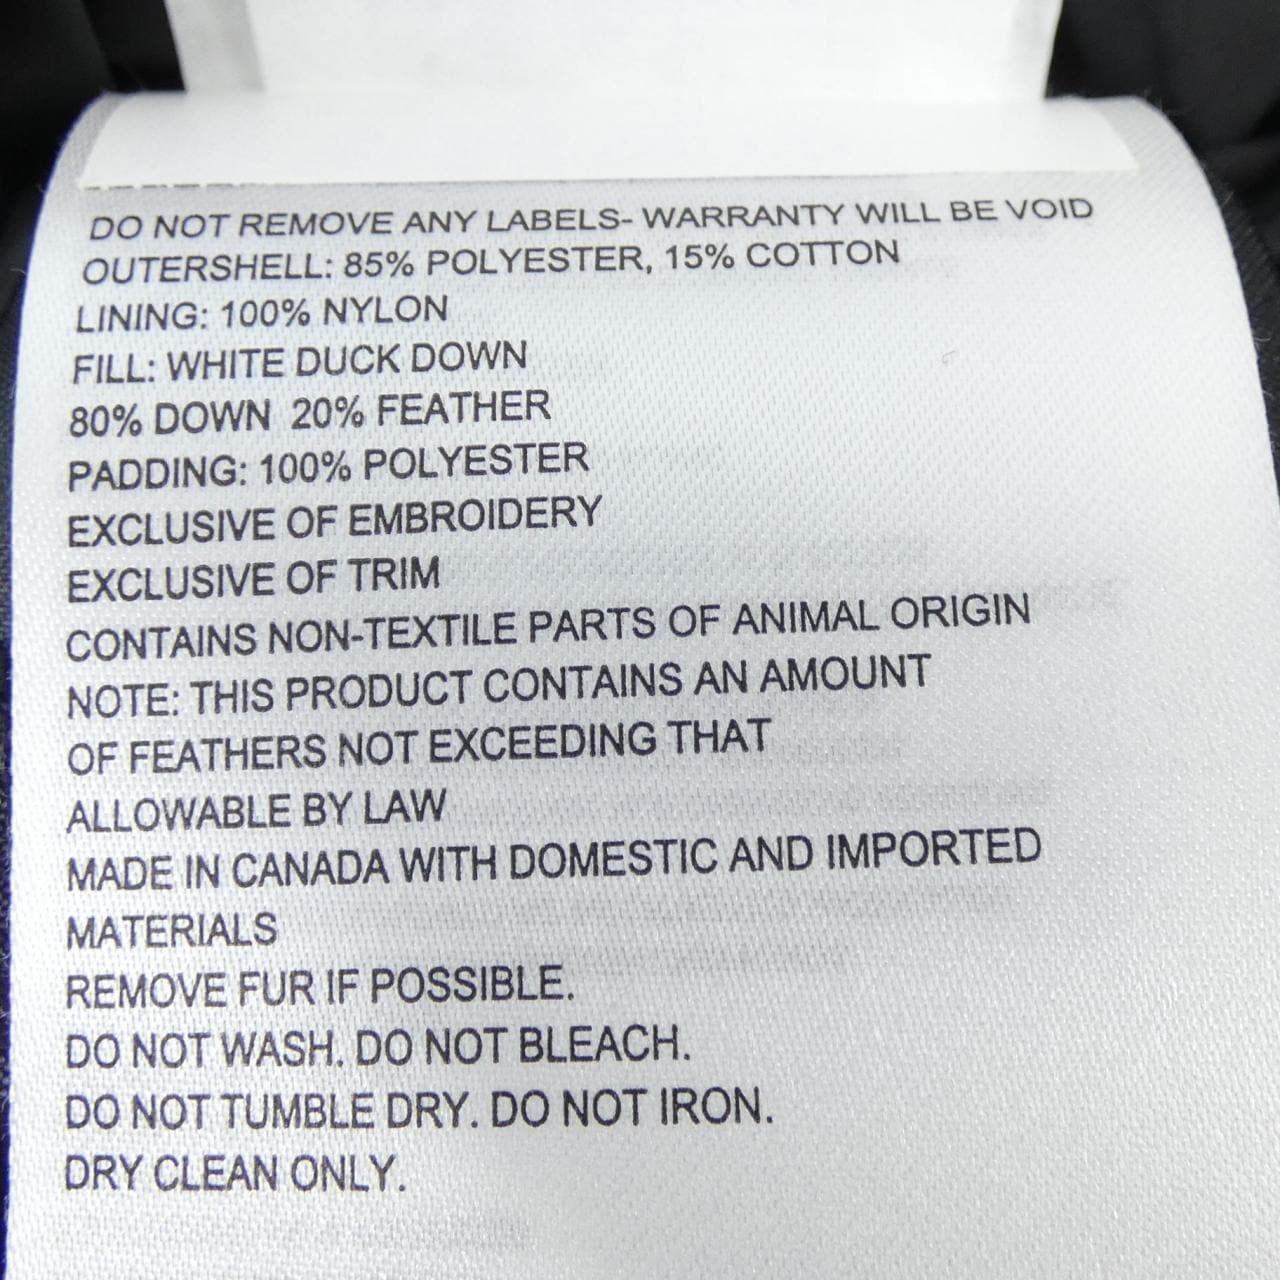 DO NOT REMOVE ANY LABELS- WARRANTY WILL BE VOID
OUTERSHELL: 85% POLYESTER, 15% COTTON
LINING: 100% NYLON
FILL: WHITE DUCK DOWN
80% DOWN 20% FEATHER
PADDING: 100% POLYESTER
EXCLUSIVE OF EMBROIDERY
EXCLUSIVE OF TRIM
CONTAINS NON-TEXTILE PARTS OF ANIMAL ORIGIN
NOTE: THIS PRODUCT CONTAINS AN AMOUNT
OF FEATHERS NOT EXCEEDING THAT
ALLOWABLE BY LAW
MADE IN CANADA WITH DOMESTIC AND IMPORTED
MATERIALS
REMOVE FUR IF POSSIBLE.
DO NOT WASH. DO NOT BLEACH.
DO NOT TUMBLE DRY. DO NOT IRON.
DRY CLEAN ONLY.